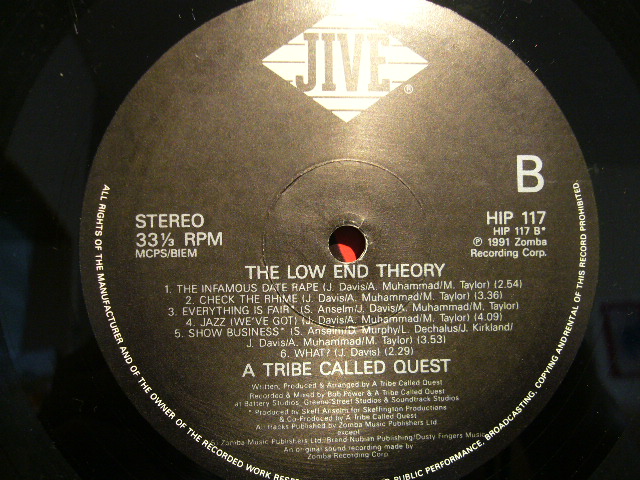 JIVE
®
B
STEREO
33⅓ RPM
MCPS/BIEM
HIP 117
HIP 117 B*
℗ 1991 Zomba
Recording Corp.
THE LOW END THEORY
1. THE INFAMOUS DATE RAPE (J. Davis/A. Muhammad/M. Taylor) (2.54)
2. CHECK THE RHIME (J. Davis/A. Muhammad/M. Taylor) (3.36)
3. EVERYTHING IS FAIR* (S. Anselm/J. Davis/A. Muhammad/M. Taylor)
4. JAZZ (WE'VE GOT) (J. Davis/A. Muhammad/M. Taylor) (4.09)
5. SHOW BUSINESS* (S. Anselm/D. Murphy/L. Dechalus/J. Kirkland/
J. Davis/A. Muhammad/M. Taylor) (3.53)
6. WHAT? (J. Davis) (2.29)
A TRIBE CALLED QUEST
Written, Produced & Arranged by A Tribe Called Quest
Recorded & Mixed by Bob Power & A Tribe Called Quest
at Battery Studios, Greene Street Studios & Soundtrack Studios
* Produced by Skeff Anselm for Skeffington Productions
& Co-Produced by A Tribe Called Quest
All tracks Published by Zomba Music Publishers Ltd
except
Zomba Music Publishers Ltd./Brand Nubian Publishing/Dusty Fingers Music
An original sound recording made by
Zomba Recording Corp.
ALL RIGHTS OF THE MANUFACTURER AND OF THE OWNER OF THE RECORDED WORK PUBLIC PERFORMANCE, BROADCASTING, COPYING AND RENTAL OF THIS RECORD PROHIBITED.